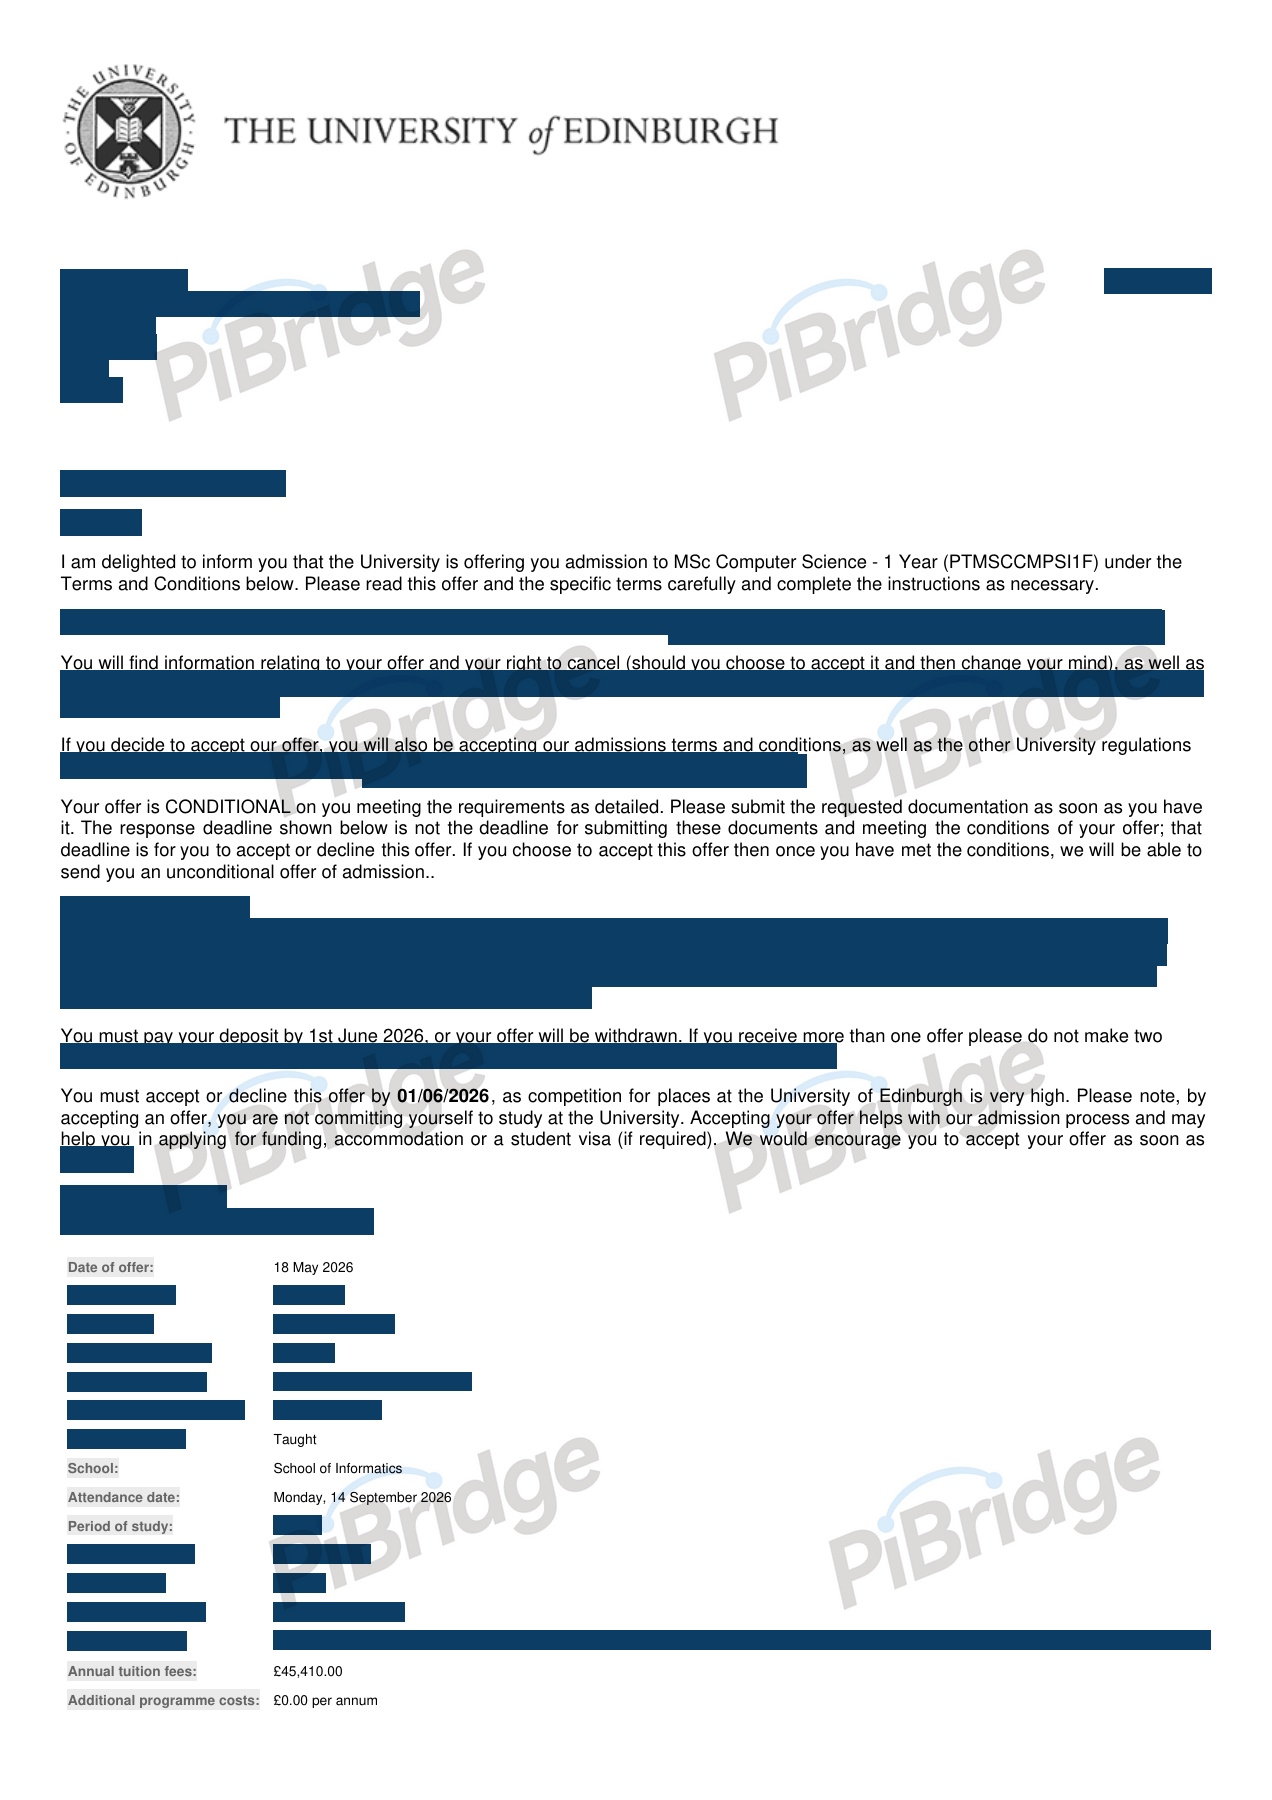 THE UNIVERSITY OF EDINBURGH
THE UNIVERSITY of EDINBURGH
PiBridge PiBridge
I am delighted to inform you that the University is offering you admission to MSc Computer Science - 1 Year (PTMSCCMPSI1F) under the
Terms and Conditions below. Please read this offer and the specific terms carefully and complete the instructions as necessary.
You will find information relating to your offer and your right to cancel (should you choose to accept it and then change your mind), as well as
PiBridge PiBridge
If you decide to accept our offer, you will also be accepting our admissions terms and conditions, as well as the other University regulations
Your offer is CONDITIONAL on you meeting the requirements as detailed. Please submit the requested documentation as soon as you have
it. The response deadline shown below is not the deadline for submitting these documents and meeting the conditions of your offer; that
deadline is for you to accept or decline this offer. If you choose to accept this offer then once you have met the conditions, we will be able to
send you an unconditional offer of admission..
You must pay your deposit by 1st June 2026, or your offer will be withdrawn. If you receive more than one offer please do not make two
PiBridge PiBridge
You must accept or decline this offer by 01/06/2026, as competition for places at the University of Edinburgh is very high. Please note, by
accepting an offer, you are not committing yourself to study at the University. Accepting your offer helps with our admission process and may
help you in applying for funding, accommodation or a student visa (if required). We would encourage you to accept your offer as soon as
Date of offer: 18 May 2026
Taught
School: School of Informatics
Attendance date: Monday, 14 September 2026
Period of study:
PiBridge PiBridge
Annual tuition fees: £45,410.00
Additional programme costs: £0.00 per annum